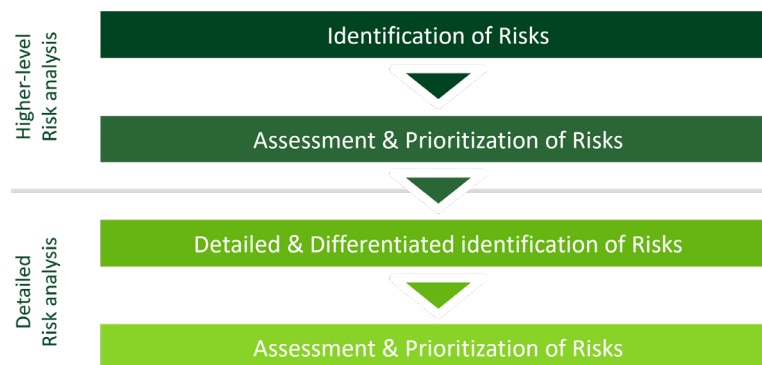 Higher-level
Risk analysis
Identification of Risks
Assessment & Prioritization of Risks
Detailed
Risk analysis
Detailed & Differentiated identification of Risks
Assessment & Prioritization of Risks